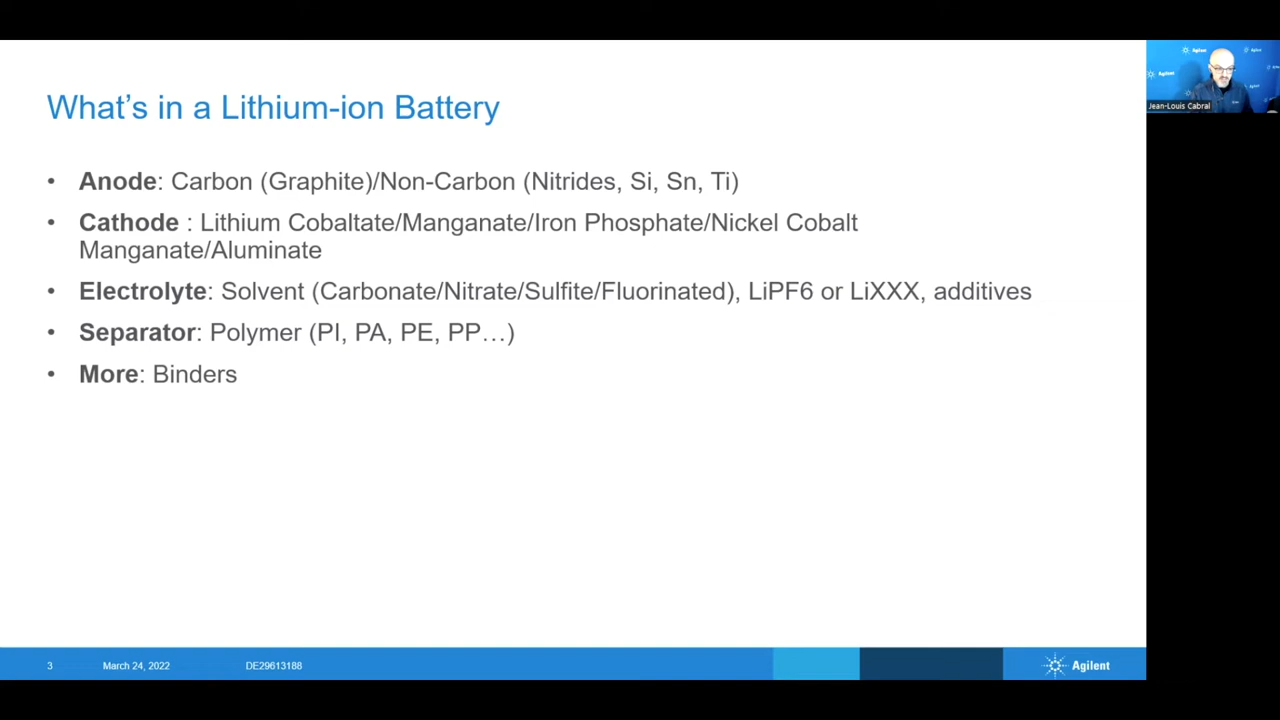 What's in a Lithium-ion Battery
• Anode: Carbon (Graphite)/Non-Carbon (Nitrides, Si, Sn, Ti)
• Cathode : Lithium Cobaltate/Manganate/Iron Phosphate/Nickel Cobalt
Manganate/Aluminate
• Electrolyte: Solvent (Carbonate/Nitrate/Sulfite/Fluorinated), LiPF6 or LiXXX, additives
• Separator: Polymer (PI, PA, PE, PP…)
• More: Binders
3 March 24, 2022 DE29613188 Agilent
Agilent
Agilent
Jean-Louis Cabral